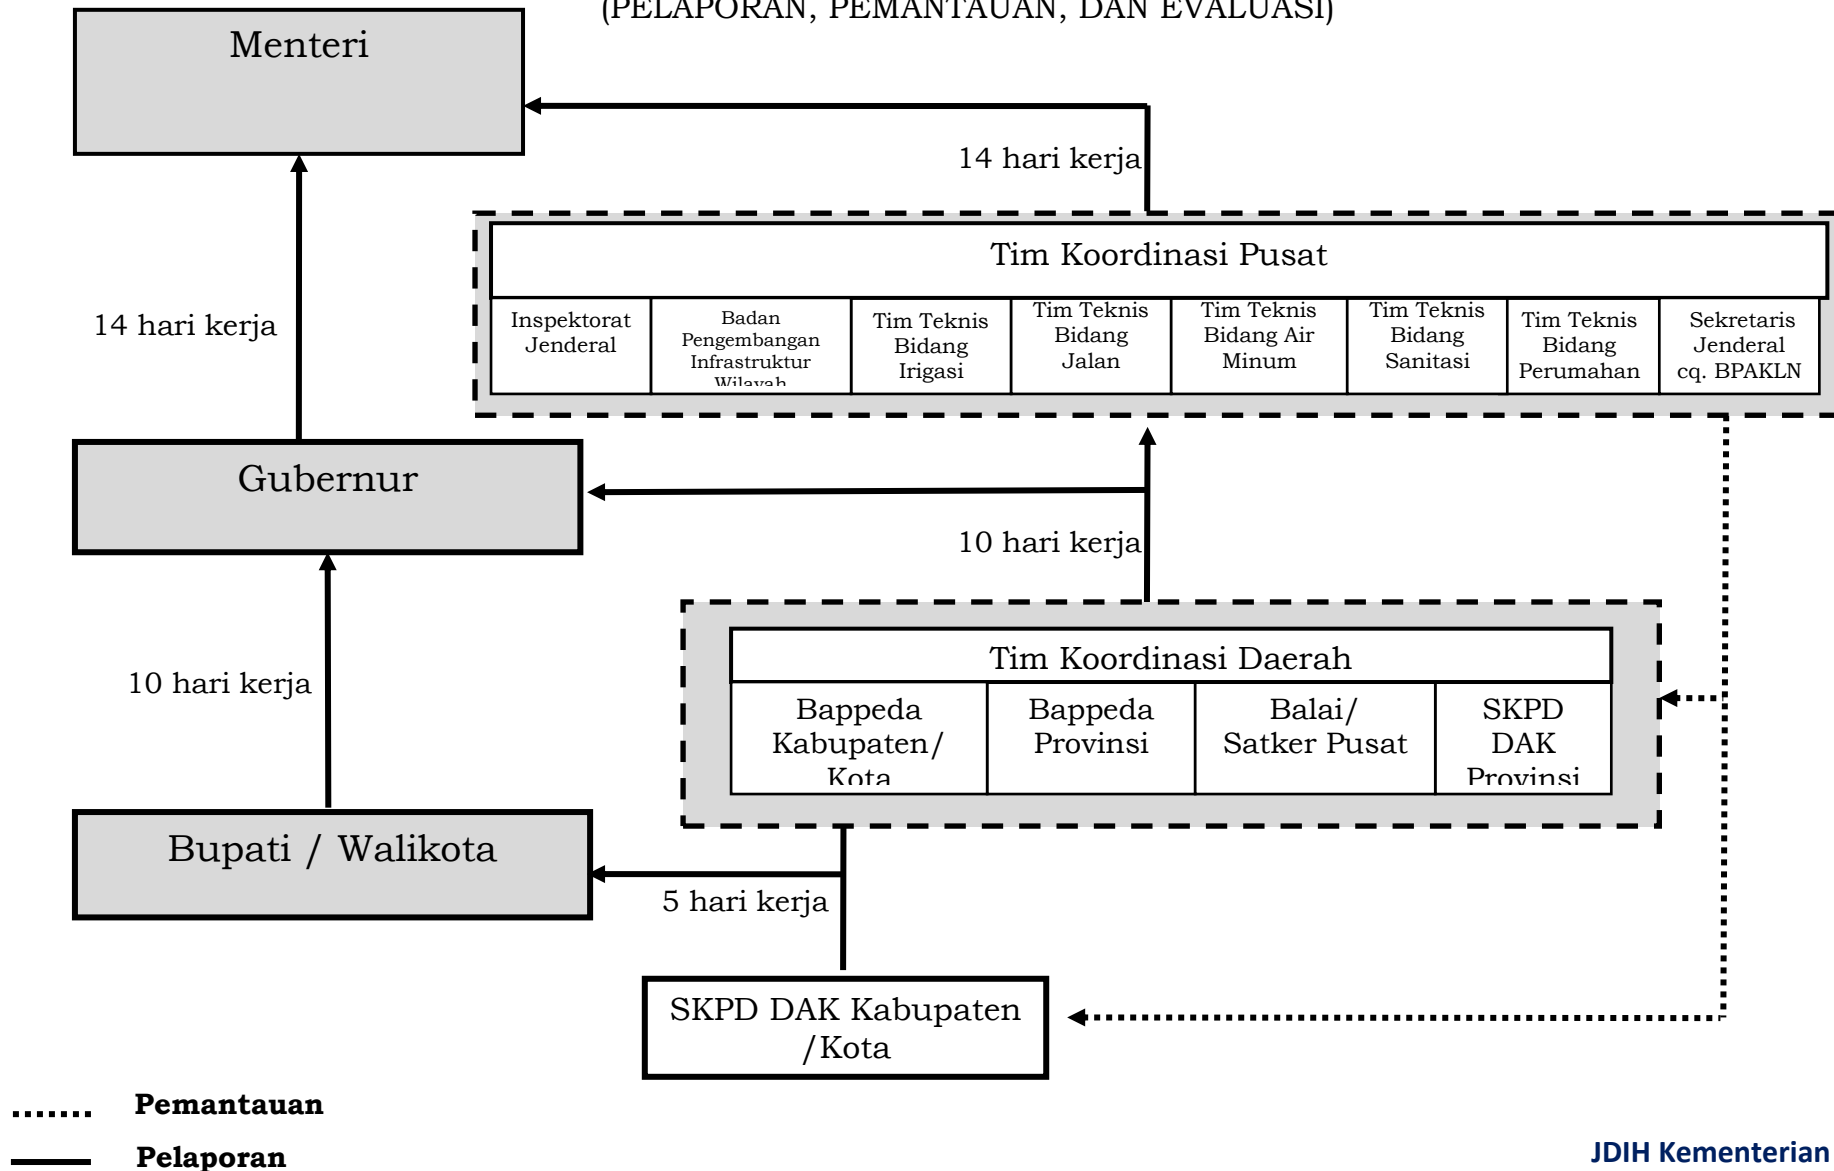 (PELAPORAN, PEMANTAUAN, DAN EVALUASI)
Menteri
14 hari kerja
Tim Koordinasi Pusat
Inspektorat
Jenderal
Badan
Pengembangan
Infrastruktur
Wilayah
Tim Teknis
Bidang
Irigasi
Tim Teknis
Bidang
Jalan
Tim Teknis
Bidang Air
Minum
Tim Teknis
Bidang
Sanitasi
Tim Teknis
Bidang
Perumahan
Sekretaris
Jenderal
cq. BPAKLN
14 hari kerja
Gubernur
10 hari kerja
Tim Koordinasi Daerah
Bappeda
Kabupaten/
Kota
Bappeda
Provinsi
Balai/
Satker Pusat
SKPD
DAK
Provinsi
10 hari kerja
Bupati / Walikota
5 hari kerja
SKPD DAK Kabupaten
/Kota
Pemantauan
Pelaporan
JDIH Kementerian